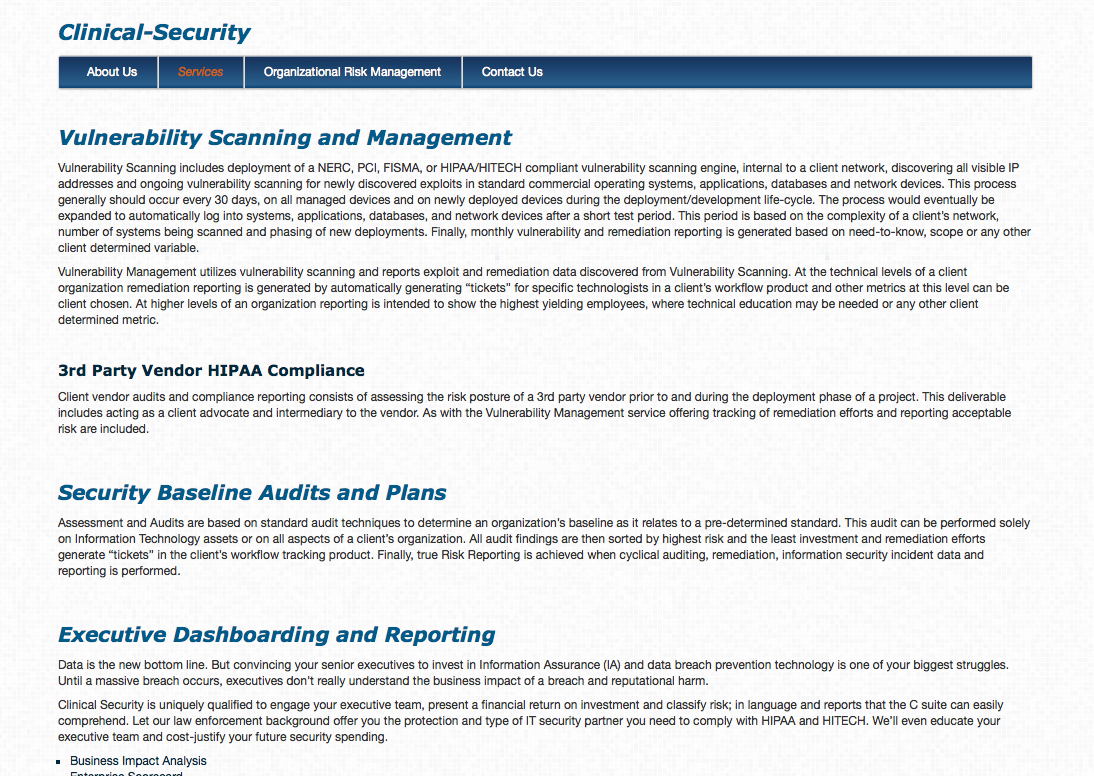 Clinical-Security
About Us Services Organizational Risk Management Contact Us
Vulnerability Scanning and Management
Vulnerability Scanning includes deployment of a NERC, PCI, FISMA, or HIPAA/HITECH compliant vulnerability scanning engine, internal to a client network, discovering all visible IP
addresses and ongoing vulnerability scanning for newly discovered exploits in standard commercial operating systems, applications, databases and network devices. This process
generally should occur every 30 days, on all managed devices and on newly deployed devices during the deployment/development life-cycle. The process would eventually be
expanded to automatically log into systems, applications, databases, and network devices after a short test period. This period is based on the complexity of a client’s network,
number of systems being scanned and phasing of new deployments. Finally, monthly vulnerability and remediation reporting is generated based on need-to-know, scope or any other
client determined variable.
Vulnerability Management utilizes vulnerability scanning and reports exploit and remediation data discovered from Vulnerability Scanning. At the technical levels of a client
organization remediation reporting is generated by automatically generating “tickets” for specific technologists in a client’s workflow product and other metrics at this level can be
client chosen. At higher levels of an organization reporting is intended to show the highest yielding employees, where technical education may be needed or any other client
determined metric.
3rd Party Vendor HIPAA Compliance
Client vendor audits and compliance reporting consists of assessing the risk posture of a 3rd party vendor prior to and during the deployment phase of a project. This deliverable
includes acting as a client advocate and intermediary to the vendor. As with the Vulnerability Management service offering tracking of remediation efforts and reporting acceptable
risk are included.
Security Baseline Audits and Plans
Assessment and Audits are based on standard audit techniques to determine an organization’s baseline as it relates to a pre-determined standard. This audit can be performed solely
on Information Technology assets or on all aspects of a client’s organization. All audit findings are then sorted by highest risk and the least investment and remediation efforts
generate “tickets” in the client’s workflow tracking product. Finally, true Risk Reporting is achieved when cyclical auditing, remediation, information security incident data and
reporting is performed.
Executive Dashboarding and Reporting
Data is the new bottom line. But convincing your senior executives to invest in Information Assurance (IA) and data breach prevention technology is one of your biggest struggles.
Until a massive breach occurs, executives don’t really understand the business impact of a breach and reputational harm.
Clinical Security is uniquely qualified to engage your executive team, present a financial return on investment and classify risk; in language and reports that the C suite can easily
comprehend. Let our law enforcement background offer you the protection and type of IT security partner you need to comply with HIPAA and HITECH. We’ll even educate your
executive team and cost-justify your future security spending.
Business Impact Analysis
Enterprise Scorecard